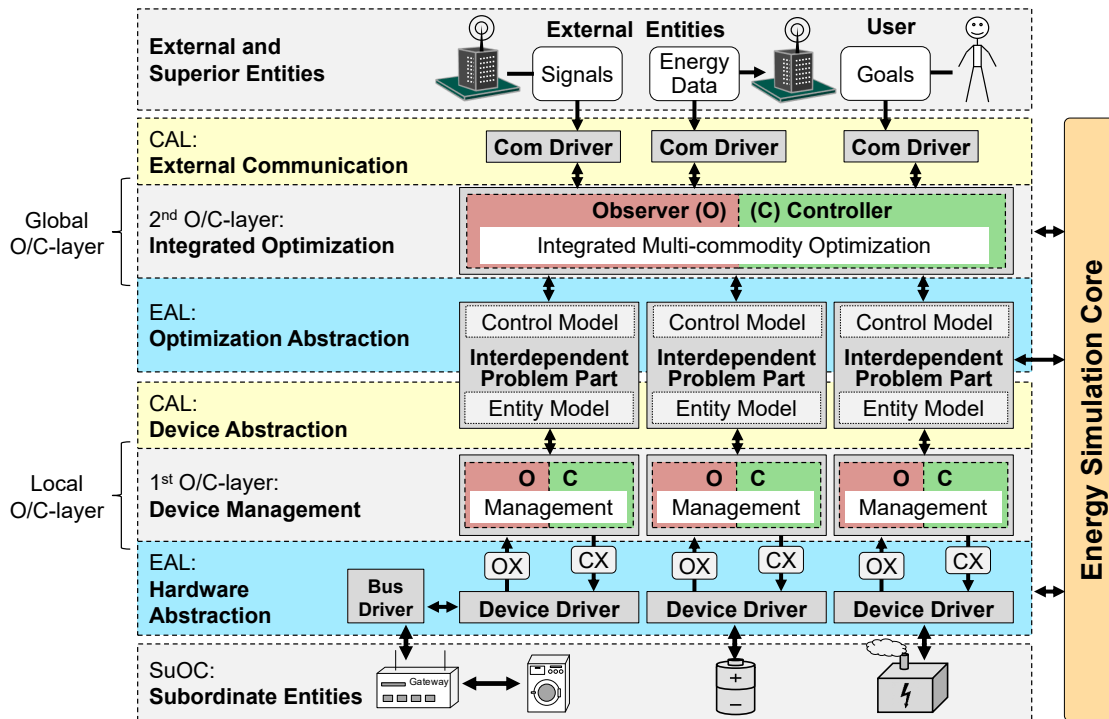 External and
Superior Entities
External Entities
User
Signals
Energy
Data
Goals
CAL:
External Communication
Com Driver
Com Driver
Com Driver
Global
O/C-layer
2nd O/C-layer:
Integrated Optimization
Observer (O)
(C) Controller
Integrated Multi-commodity Optimization
EAL:
Optimization Abstraction
Control Model
Control Model
Control Model
Interdependent
Problem Part
Interdependent
Problem Part
Interdependent
Problem Part
CAL:
Device Abstraction
Entity Model
Entity Model
Entity Model
Local
O/C-layer
1st O/C-layer:
Device Management
O C
Management
O C
Management
O C
Management
EAL:
Hardware
Abstraction
OX
CX
OX
CX
OX
CX
Bus
Driver
Device Driver
Device Driver
Device Driver
SuOC:
Subordinate Entities
Gateway
+
−
Energy Simulation Core